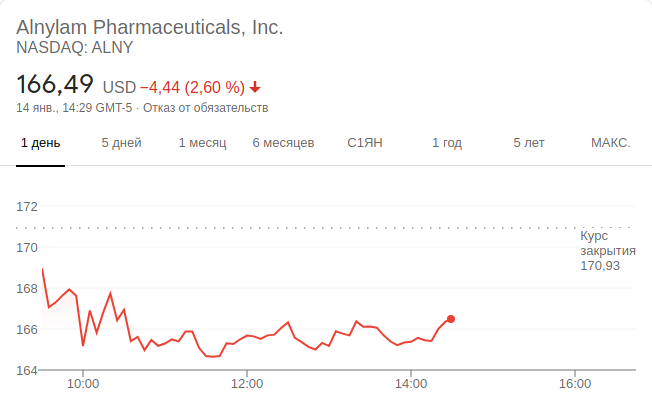 Alnylam Pharmaceuticals, Inc.
NASDAQ: ALNY
166,49 USD −4,44 (2,60 %)
14 янв., 14:29 GMT-5 · Отказ от обязательств
1 день 5 дней 1 месяц 6 месяцев С1ЯН 1 год 5 лет МАКС.
172
Курс
170 закрытия
170,93
168
166
164
10:00 12:00 14:00 16:00